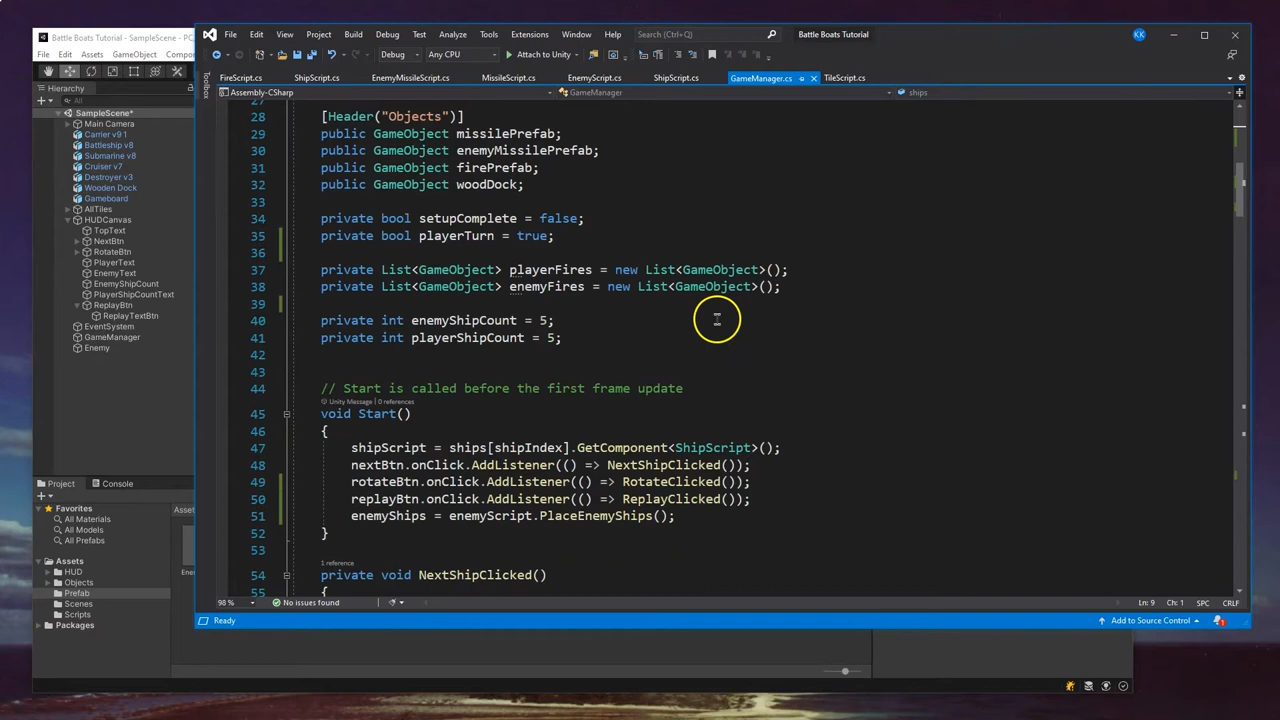 Battle Boats Tutorial - SampleScene - PC,
File Edit Assets GameObject Compon
Hierarchy
All
SampleScene*
Main Camera
Carrier v9 1
Battleship v8
Submarine v8
Cruiser v7
Destroyer v3
Wooden Dock
Gameboard
AllTiles
HUDCanvas
TopText
NextBtn
RotateBtn
PlayerText
EnemyText
EnemyShipCount
PlayerShipCountText
ReplayBtn
ReplayTextBtn
EventSystem
GameManager
Enemy
Project Console
Favorites
All Materials
All Models
All Prefabs
Assets
HUD
Objects
Prefab
Scenes
Scripts
Packages
Asset
Ene
File Edit View Project Build Debug Test Analyze Tools Extensions Window Help Search (Ctrl+Q) Battle Boats Tutorial KK
Debug Any CPU Attach to Unity
Toolbox
FireScript.cs ShipScript.cs EnemyMissileScript.cs MissileScript.cs EnemyScript.cs ShipScript.cs GameManager.cs TileScript.cs
Assembly-CSharp GameManager ships
27
28 [Header("Objects")]
29 public GameObject missilePrefab;
30 public GameObject enemyMissilePrefab;
31 public GameObject firePrefab;
32 public GameObject woodDock;
33
34 private bool setupComplete = false;
35 private bool playerTurn = true;
36
37 private List<GameObject> playerFires = new List<GameObject>();
38 private List<GameObject> enemyFires = new List<GameObject>();
39
40 private int enemyShipCount = 5;
41 private int playerShipCount = 5;
42
43
44 // Start is called before the first frame update
Unity Message | 0 references
45 void Start()
46 {
47 shipScript = ships[shipIndex].GetComponent<ShipScript>();
48 nextBtn.onClick.AddListener(() => NextShipClicked());
49 rotateBtn.onClick.AddListener(() => RotateClicked());
50 replayBtn.onClick.AddListener(() => ReplayClicked());
51 enemyShips = enemyScript.PlaceEnemyShips();
52 }
53
1 reference
54 private void NextShipClicked()
55 {
98 % No issues found Ln: 9 Ch: 1 SPC CRLF
Ready Add to Source Control 1